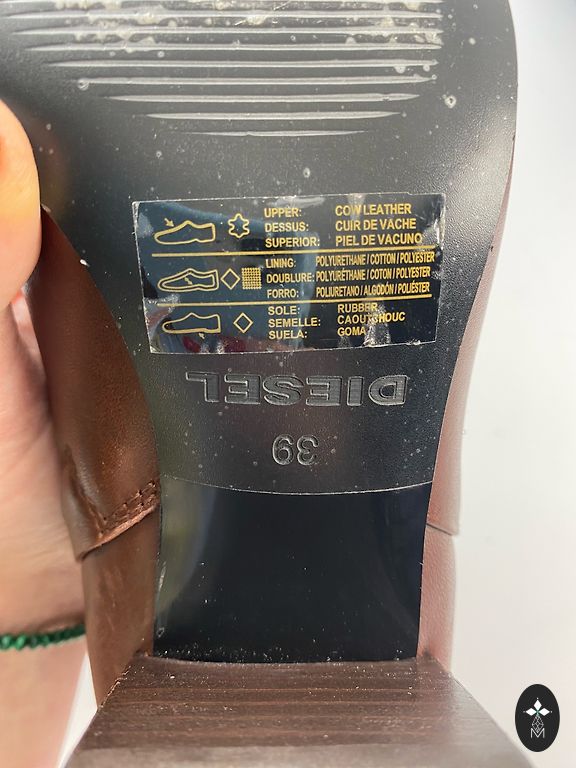 UPPER: COW LEATHER
DESSUS: CUIR DE VACHE
SUPERIOR: PIEL DE VACUNO
LINING: POLYURETHANE / COTTON / POLYESTER
DOUBLURE: POLYURÉTHANE / COTON / POLYESTER
FORRO: POLIURETANO / ALGODÓN / POLIÉSTER
SOLE: RUBBER
SEMELLE: CAOUTCHOUC
SUELA: GOMA
DIESEL
39
M